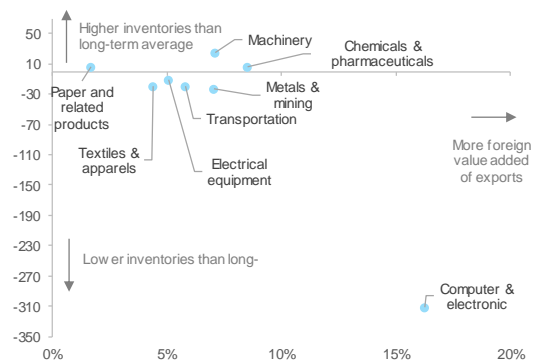 50
10
-30
-70
-110
-150
-190
-230
-270
-310
-350
0%
5%
10%
15%
20%
Higher inventories than
long-term average
Machinery
Chemicals &
pharmaceuticals
Paper and
related
products
Metals &
mining
Transportation
Textiles &
apparels
Electrical
equipment
More foreign
value added
of exports
Low er inventories than long-
Computer &
electronic